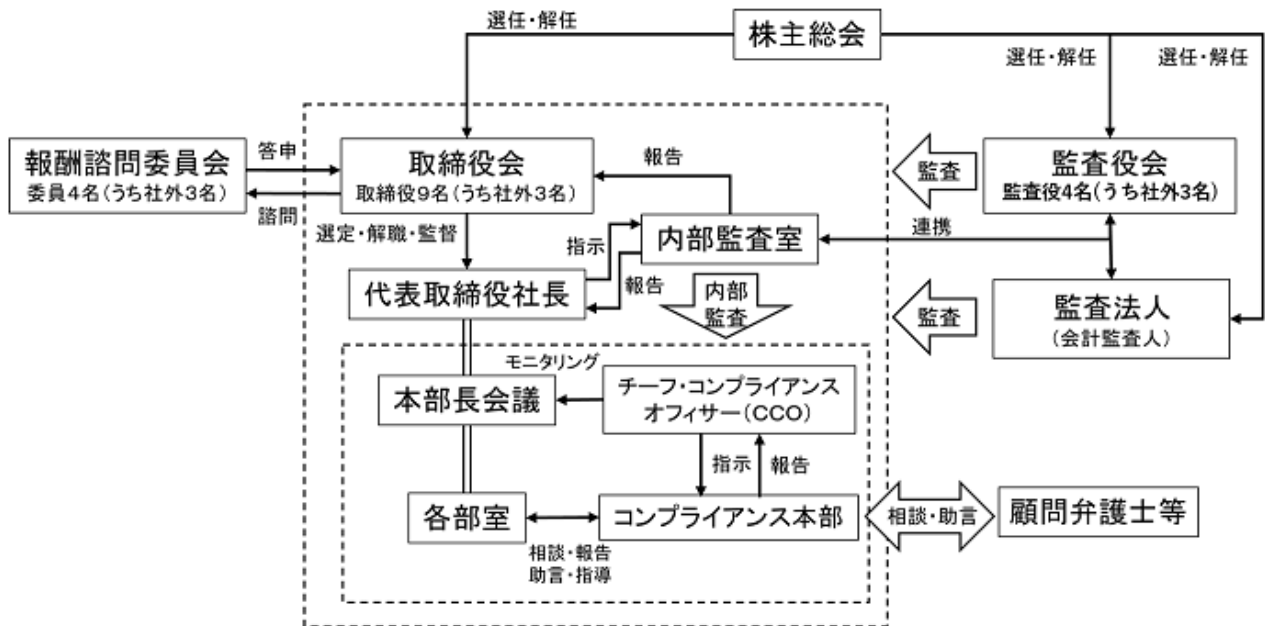 選任・解任
株主総会
選任・解任
選任・解任
報酬諮問委員会
委員4名(うち社外3名)
答申
諮問
取締役会
取締役9名(うち社外3名)
報告
監査
監査役会
監査役4名(うち社外3名)
選定・解職・監督
指示
内部監査室
連携
代表取締役社長
報告
内部
監査
監査
監査法人
(会計監査人)
モニタリング
本部長会議
チーフ・コンプライアンス
オフィサー(CCO)
指示
報告
各部室
コンプライアンス本部
相談・助言
顧問弁護士等
相談・報告
助言・指導